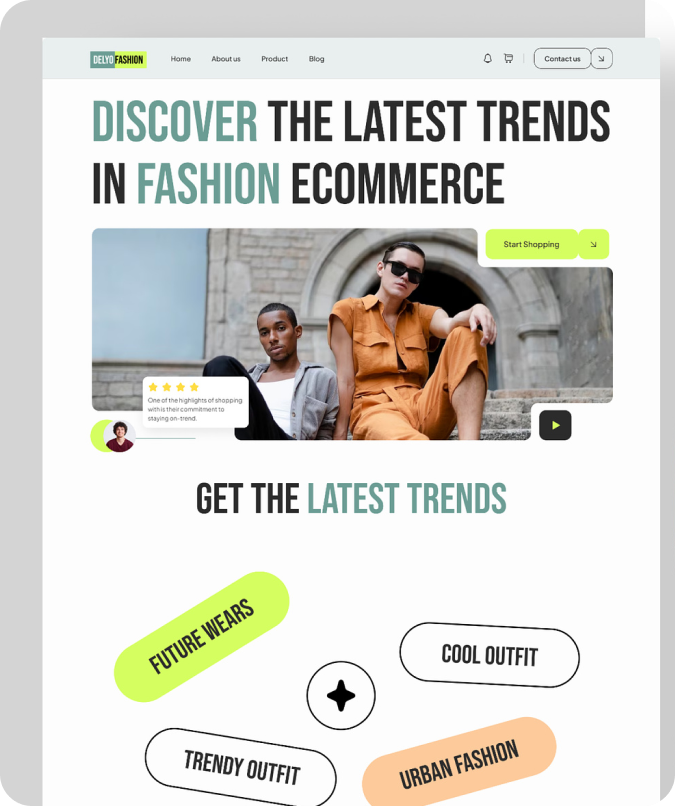 DELYO FASHION
Home
About us
Product
Blog
Contact us
DISCOVER THE LATEST TRENDS
IN FASHION ECOMMERCE
Start Shopping
One of the highlights of shopping
withis their commitment to
staying on-trend.
GET THE LATEST TRENDS
FUTURE WEARS
COOL OUTFIT
TRENDY OUTFIT
URBAN FASHION